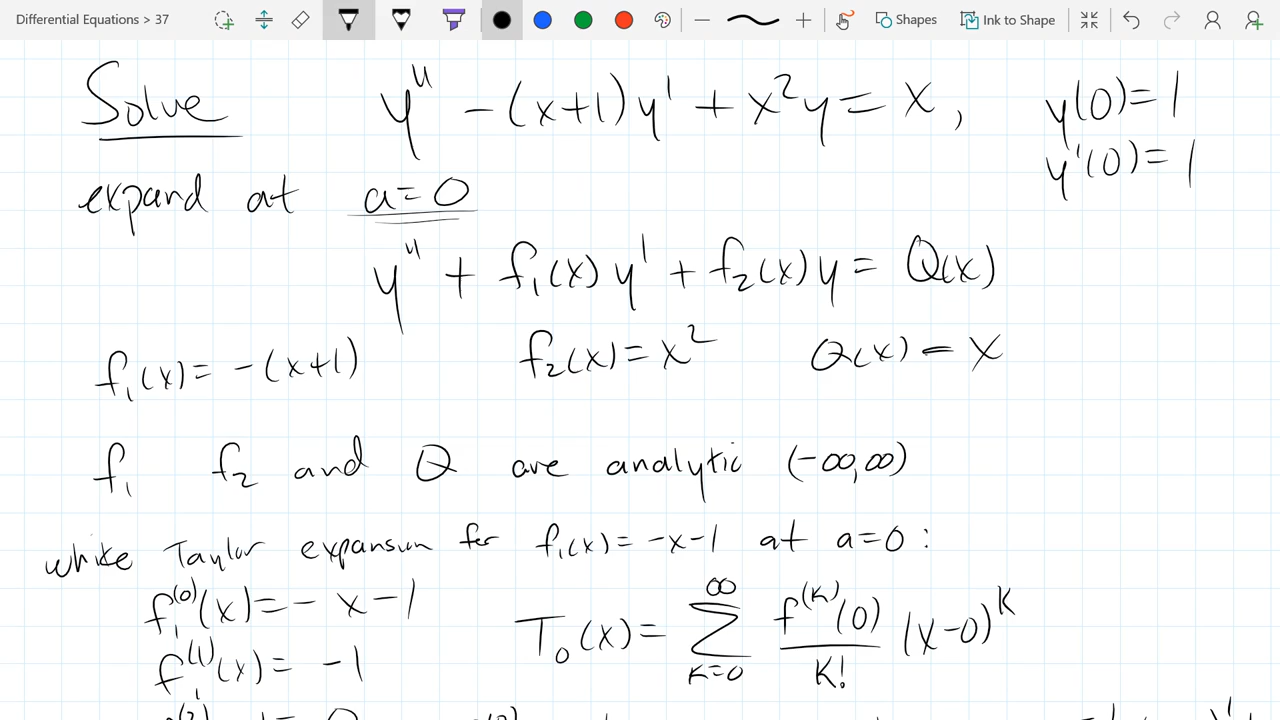 Differential Equations > 37
Shapes
Ink to Shape
Solve y'' - (x+1)y' + x²y = x, y(0)=1
y'(0)=1
expand at a=0
y'' + f₁(x)y' + f₂(x)y = Q(x)
f₁(x) = -(x+1) f₂(x) = x² Q(x) = x
f₁ f₂ and Q are analytic (-∞,∞)
write Taylor expansion for f₁(x) = -x-1 at a=0 :
f₁⁽⁰⁾(x) = - x - 1
T₀(x) = ∑_{k=0}^{∞} f⁽ᵏ⁾(0)/k! (x-0)ᵏ
f₁⁽¹⁾(x) = -1